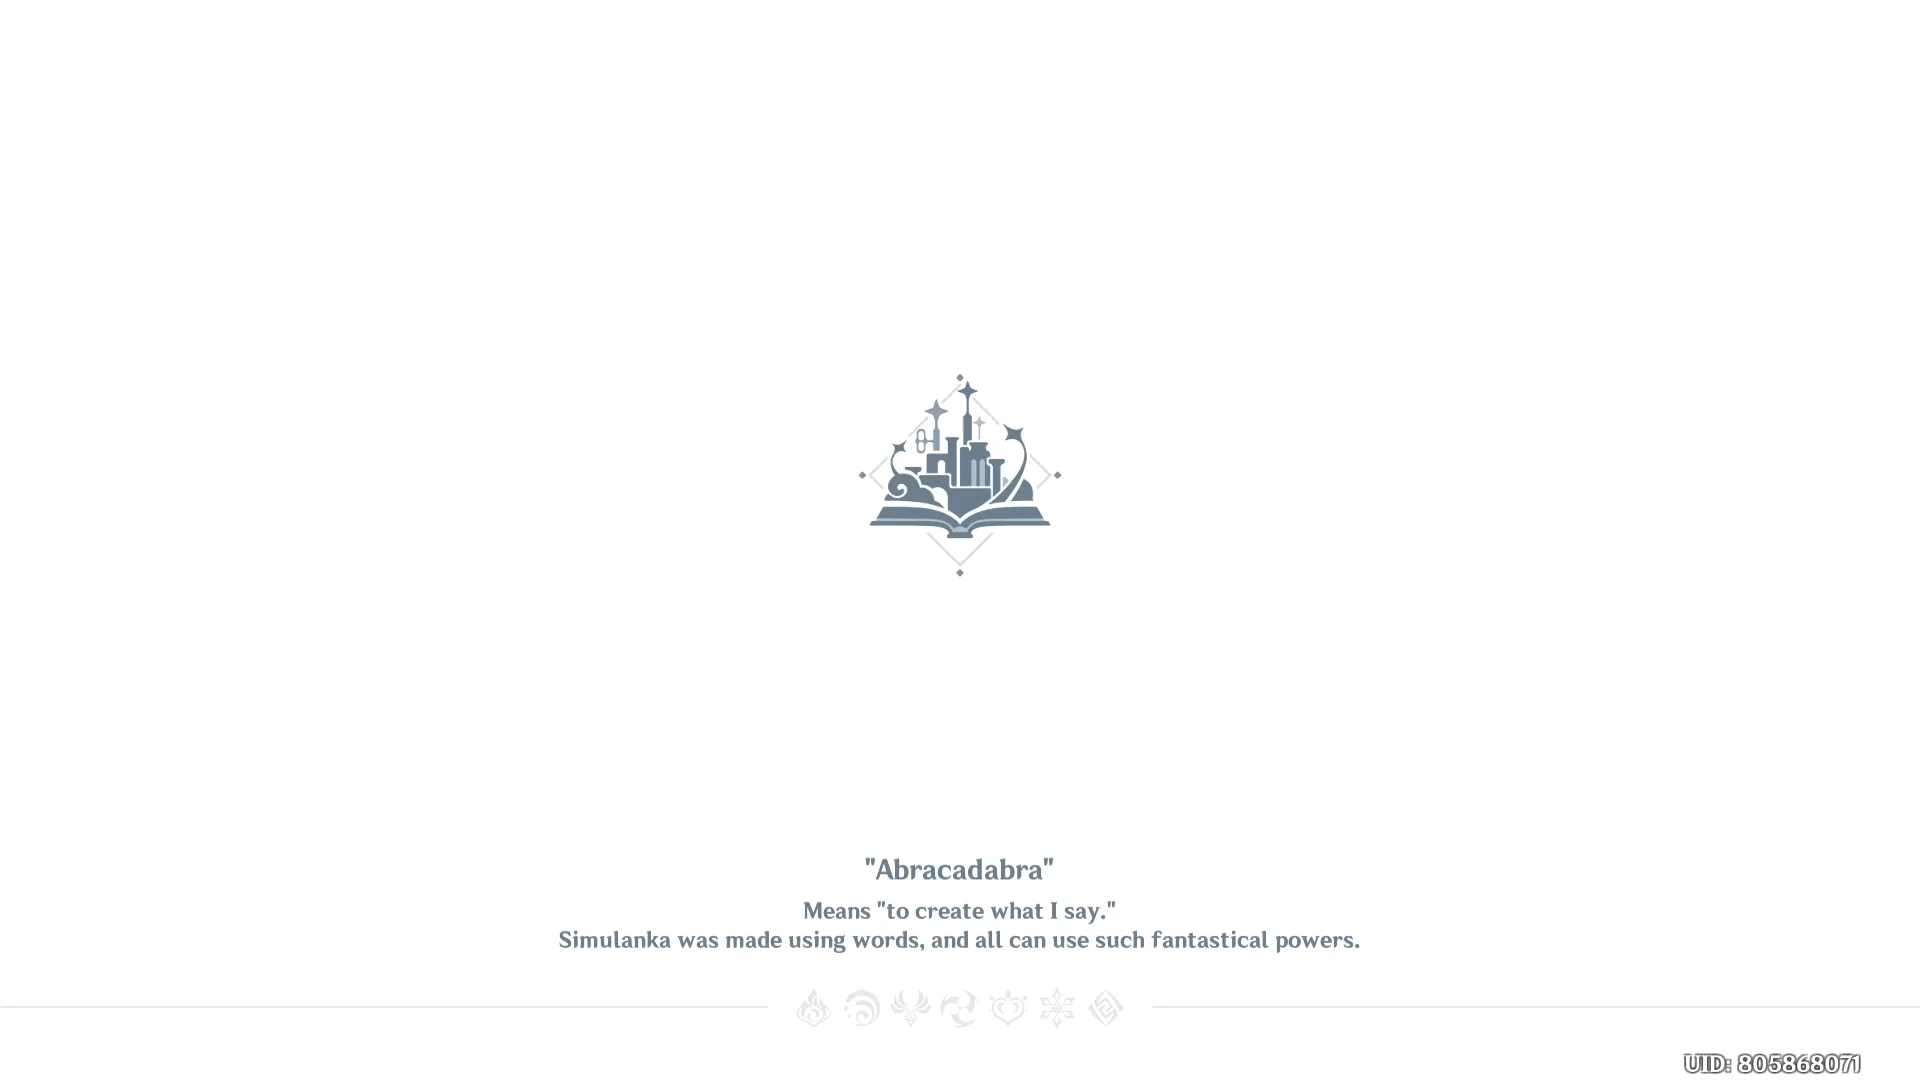 "Abracadabra"
Means "to create what I say."
Simulanka was made using words, and all can use such fantastical powers.
UID: 805868071